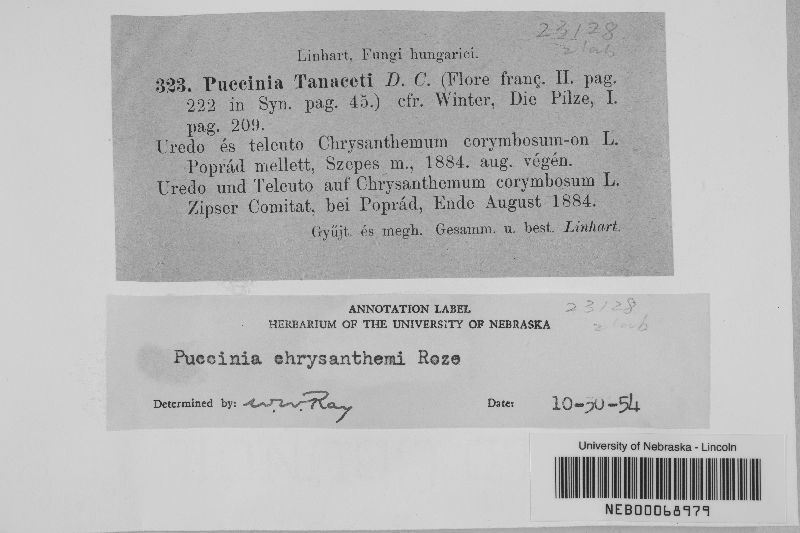 23128
2 lab
Linhart, Fungi hungarici.
323. Puccinia Tanaceti D. C. (Flore franç. II. pag.
222 in Syn. pag. 45.) cfr. Winter, Die Pilze, I.
pag. 209.
Uredo és teleuto Chrysanthemum corymbosum-on L.
Poprád mellett, Szepes m., 1884. aug. végén.
Uredo und Teleuto auf Chrysanthemum corymbosum L.
Zipser Comitat, bei Poprád, Ende August 1884.
Gyűjt. és megh. Gesamm. u. best. Linhart.
ANNOTATION LABEL
HERBARIUM OF THE UNIVERSITY OF NEBRASKA
23128
2 lab
Puccinia chrysanthemi Roze
Determined by: W.W. Ray Date: 10-30-54
University of Nebraska - Lincoln
NEB00068979